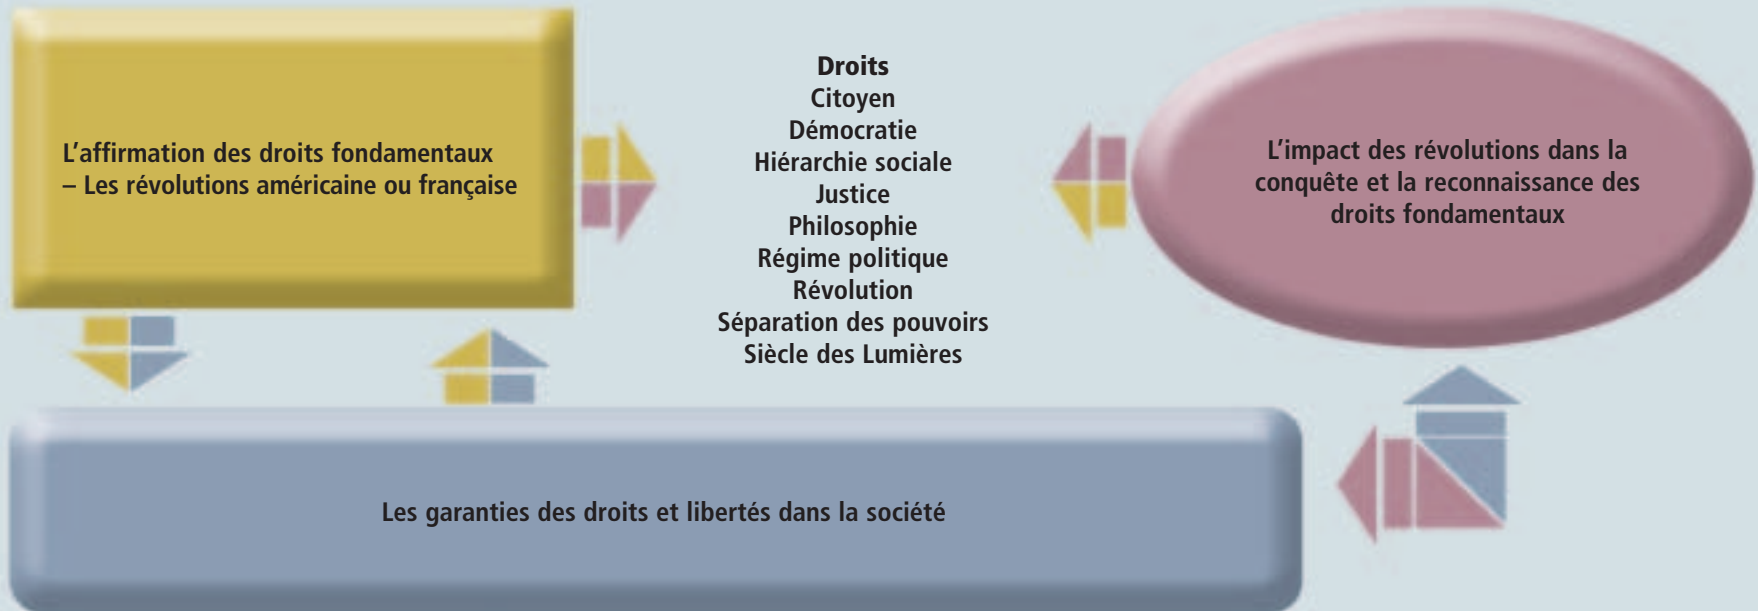 L'affirmation des droits fondamentaux
– Les révolutions américaine ou française
Droits
Citoyen
Démocratie
Hiérarchie sociale
Justice
Philosophie
Régime politique
Révolution
Séparation des pouvoirs
Siècle des Lumières
L'impact des révolutions dans la
conquête et la reconnaissance des
droits fondamentaux
Les garanties des droits et libertés dans la société